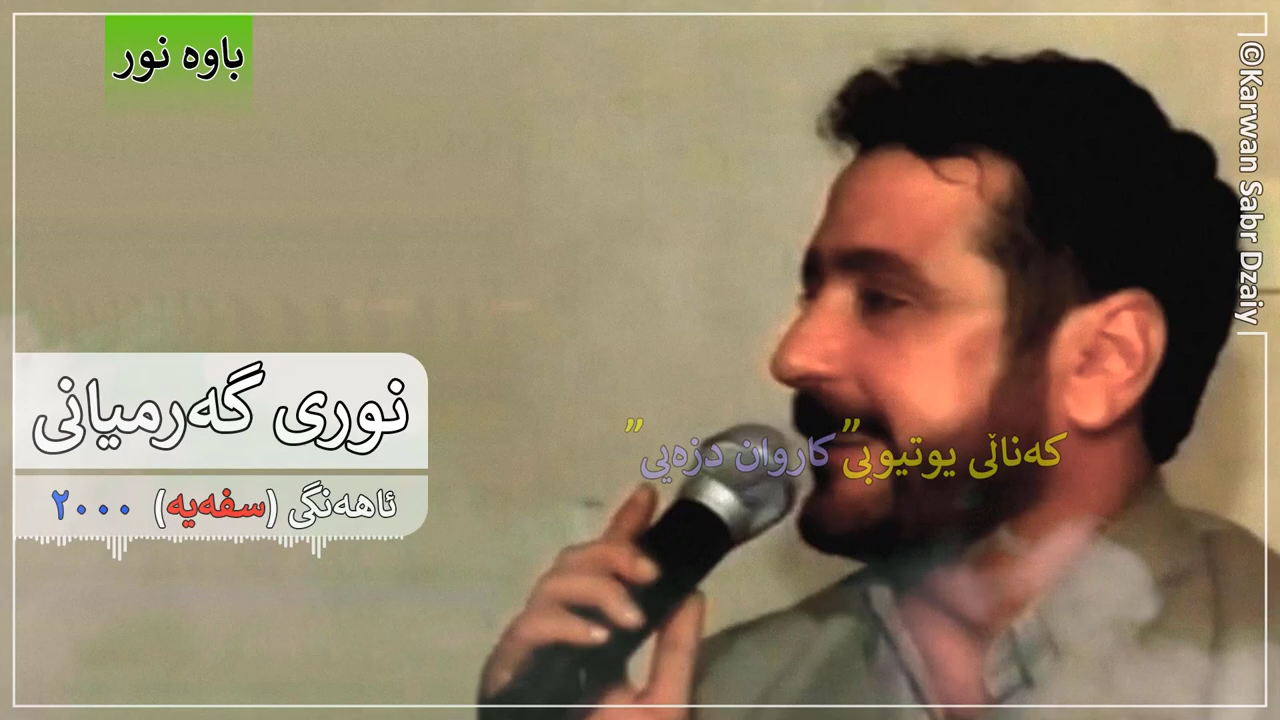 باوە نور
©Karwan Sabr Dzaiy
نوری گەرمیانی
ئاهەنگی (سفەیە) ٢٠٠٠
کەناڵی یوتیوبی "کاروان دزەیی"